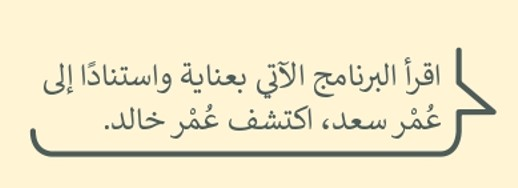 اقرأ البرنامج الآتي بعناية واستنادًا إلى
عُمْر سعد، اكتشف عُمْر خالد.